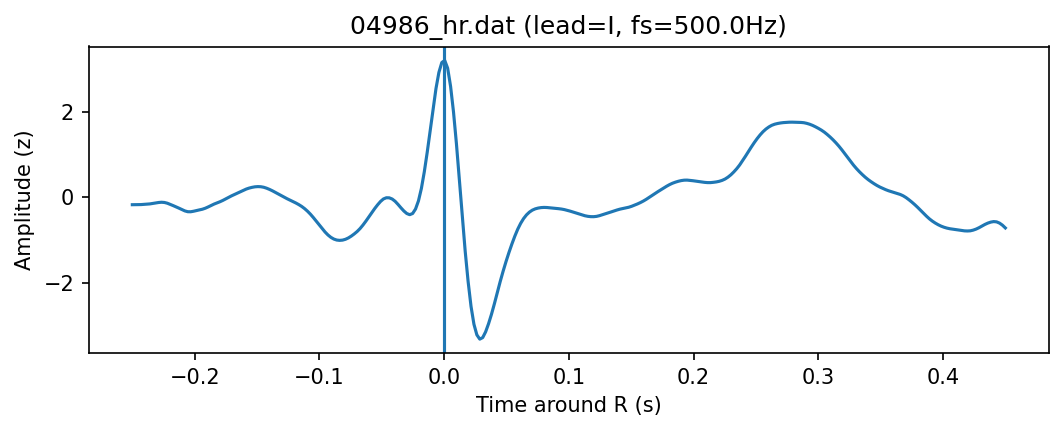 04986_hr.dat (lead=I, fs=500.0Hz)
Amplitude (z)
2
0
−2
−0.2 −0.1 0.0 0.1 0.2 0.3 0.4
Time around R (s)